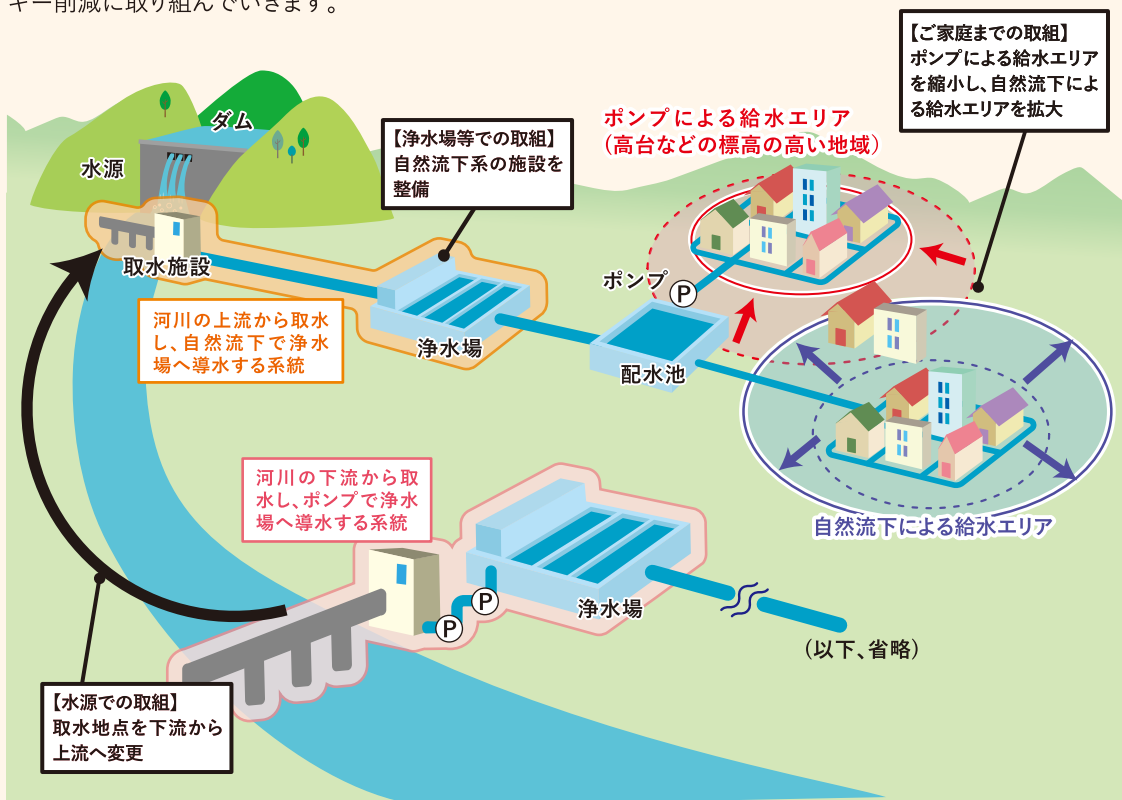 ギー削減に取り組んでいきます。
【ご家庭までの取組】
ポンプによる給水エリア
を縮小し、自然流下によ
る給水エリアを拡大
ダム
水源
【浄水場等での取組】
自然流下系の施設を
整備
ポンプによる給水エリア
（高台などの標高の高い地域）
取水施設
ポンプ
P
河川の上流から取水
し、自然流下で浄水
場へ導水する系統
浄水場
配水池
河川の下流から取
水し、ポンプで浄水
場へ導水する系統
自然流下による給水エリア
P
P
浄水場
（以下、省略）
【水源での取組】
取水地点を下流から
上流へ変更